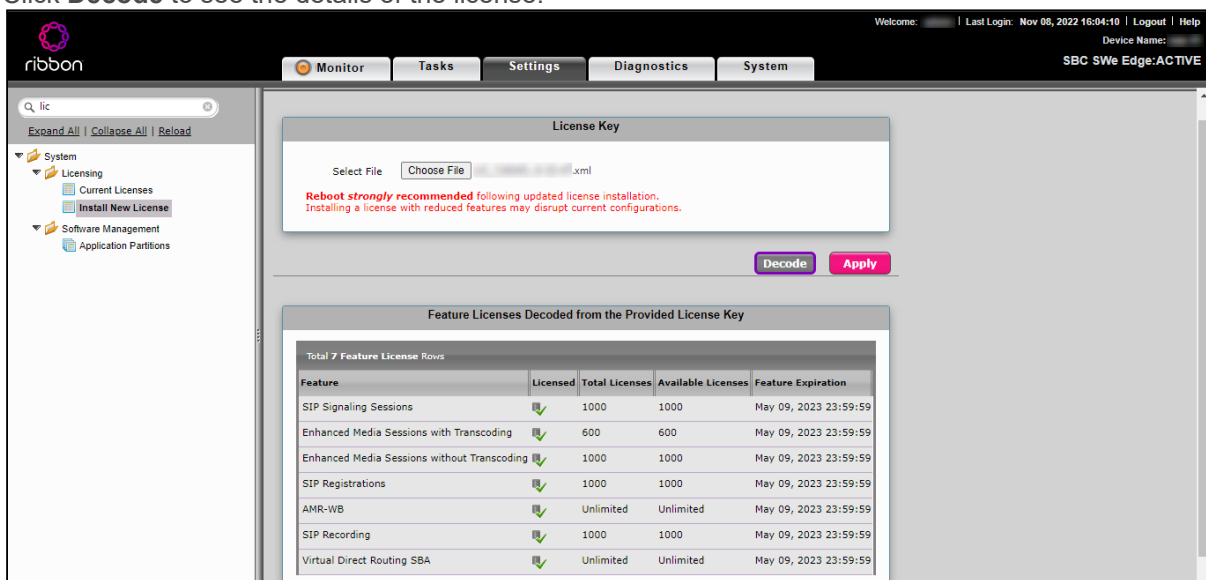 Click Decode to see the details of the license.
Welcome: | Last Login: Nov 08, 2022 16:04:10 | Logout | Help
Device Name:
SBC SWe Edge:ACTIVE
ribbon
Monitor Tasks Settings Diagnostics System
lic
Expand All | Collapse All | Reload
System
Licensing
Current Licenses
Install New License
Software Management
Application Partitions
License Key
Select File Choose File .xml
Reboot strongly recommended following updated license installation.
Installing a license with reduced features may disrupt current configurations.
Decode Apply
Feature Licenses Decoded from the Provided License Key
Total 7 Feature License Rows
Feature Licensed Total Licenses Available Licenses Feature Expiration
SIP Signaling Sessions 1000 1000 May 09, 2023 23:59:59
Enhanced Media Sessions with Transcoding 600 600 May 09, 2023 23:59:59
Enhanced Media Sessions without Transcoding 1000 1000 May 09, 2023 23:59:59
SIP Registrations 1000 1000 May 09, 2023 23:59:59
AMR-WB Unlimited Unlimited May 09, 2023 23:59:59
SIP Recording 1000 1000 May 09, 2023 23:59:59
Virtual Direct Routing SBA Unlimited Unlimited May 09, 2023 23:59:59